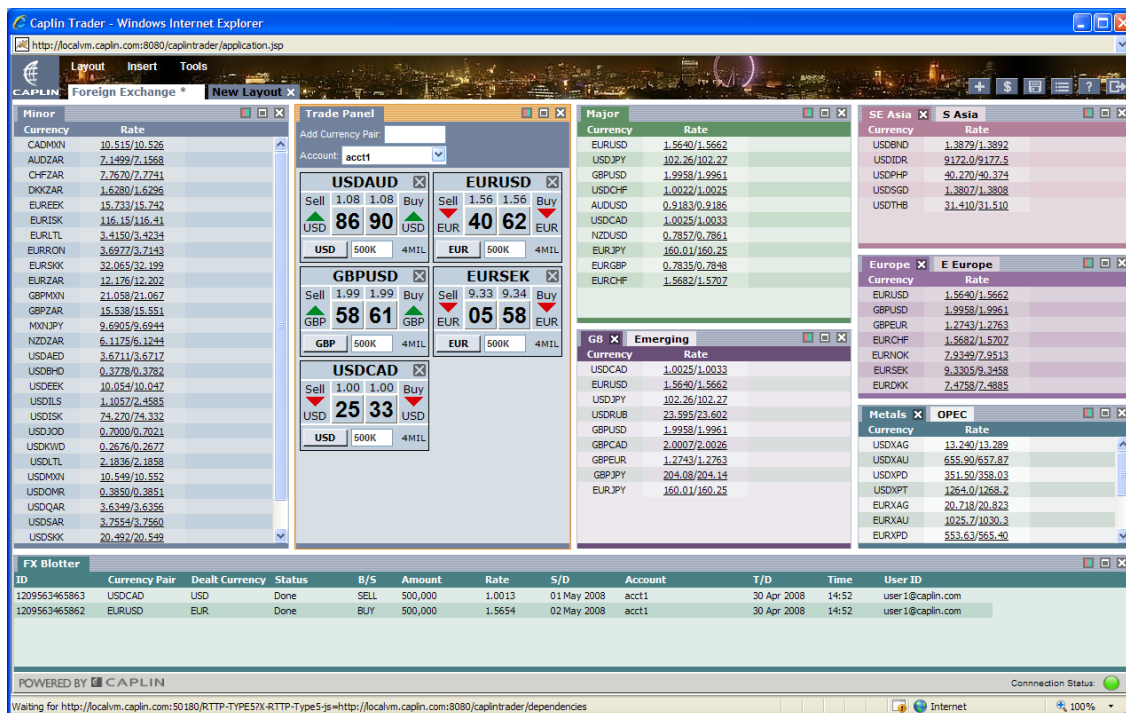 Caplin Trader - Windows Internet Explorer
http://localvm.caplin.com:8080/caplintrader/application.jsp
Layout Insert Tools
CAPLIN Foreign Exchange * New Layout
Minor
Currency Rate
CADMXN 10.515/10.526
AUDZAR 7.1499/7.1568
CHFZAR 7.7670/7.7741
DKKZAR 1.6280/1.6296
EUREEK 15.733/15.742
EURISK 116.15/116.41
EURLTL 3.4150/3.4234
EURRON 3.6977/3.7143
EURSKK 32.065/32.199
EURZAR 12.176/12.202
GBPMXN 21.058/21.067
GBPZAR 15.538/15.551
MXNJPY 9.6905/9.6944
NZDZAR 6.1175/6.1244
USDAED 3.6711/3.6717
USDBHD 0.3778/0.3782
USDEEK 10.054/10.047
USDILS 1.1057/2.4585
USDISK 74.270/74.332
USDJOD 0.7000/0.7021
USDKWD 0.2676/0.2677
USDLTL 2.1836/2.1858
USDMXN 10.549/10.552
USDOMR 0.3850/0.3851
USDQAR 3.6349/3.6356
USDSAR 3.7554/3.7560
USDSKK 20.492/20.549
Trade Panel
Add Currency Pair:
Account: acct1
USDAUD
Sell 1.08 1.08 Buy
USD 86 90 USD
USD 500K 4MIL
EURUSD
Sell 1.56 1.56 Buy
EUR 40 62 EUR
EUR 500K 4MIL
GBPUSD
Sell 1.99 1.99 Buy
GBP 58 61 GBP
GBP 500K 4MIL
EURSEK
Sell 9.33 9.34 Buy
EUR 05 58 EUR
EUR 500K 4MIL
USDCAD
Sell 1.00 1.00 Buy
USD 25 33 USD
USD 500K 4MIL
Major
Currency Rate
EURUSD 1.5640/1.5662
USDJPY 102.26/102.27
GBPUSD 1.9958/1.9961
USDCHF 1.0022/1.0025
AUDUSD 0.9183/0.9186
USDCAD 1.0025/1.0033
NZDUSD 0.7857/0.7861
EURJPY 160.01/160.25
EURGBP 0.7835/0.7848
EURCHF 1.5682/1.5707
G8 Emerging
Currency Rate
USDCAD 1.0025/1.0033
EURUSD 1.5640/1.5662
USDJPY 102.26/102.27
USDRUB 23.595/23.602
GBPUSD 1.9958/1.9961
GBPCAD 2.0007/2.0026
GBPEUR 1.2743/1.2763
GBPJPY 204.08/204.14
EURJPY 160.01/160.25
SE Asia S Asia
Currency Rate
USDBND 1.3879/1.3892
USDIDR 9172.0/9177.5
USDPHP 40.270/40.374
USDSGD 1.3807/1.3808
USDTHB 31.410/31.510
Europe E Europe
Currency Rate
EURUSD 1.5640/1.5662
GBPUSD 1.9958/1.9961
GBPEUR 1.2743/1.2763
EURCHF 1.5682/1.5707
EURNOK 7.9349/7.9513
EURSEK 9.3305/9.3458
EURDKK 7.4758/7.4885
Metals OPEC
Currency Rate
USDXAG 13.240/13.289
USDXAU 655.90/657.87
USDXPD 351.50/358.03
USDXPT 1264.0/1268.2
EURXAG 20.718/20.823
EURXAU 1025.7/1030.3
EURXPD 553.63/565.40
FX Blotter
ID Currency Pair Dealt Currency Status B/S Amount Rate S/D Account T/D Time User ID
1209563465863 USDCAD USD Done SELL 500,000 1.0013 01 May 2008 acct1 30 Apr 2008 14:52 user1@caplin.com
1209563465862 EURUSD EUR Done BUY 500,000 1.5654 02 May 2008 acct1 30 Apr 2008 14:52 user1@caplin.com
POWERED BY CAPLIN Connnection Status:
Waiting for http://localvm.caplin.com:50180/RTTP-TYPE5?X-RTTP-Type5-js=http://localvm.caplin.com:8080/caplintrader/dependencies Internet 100%